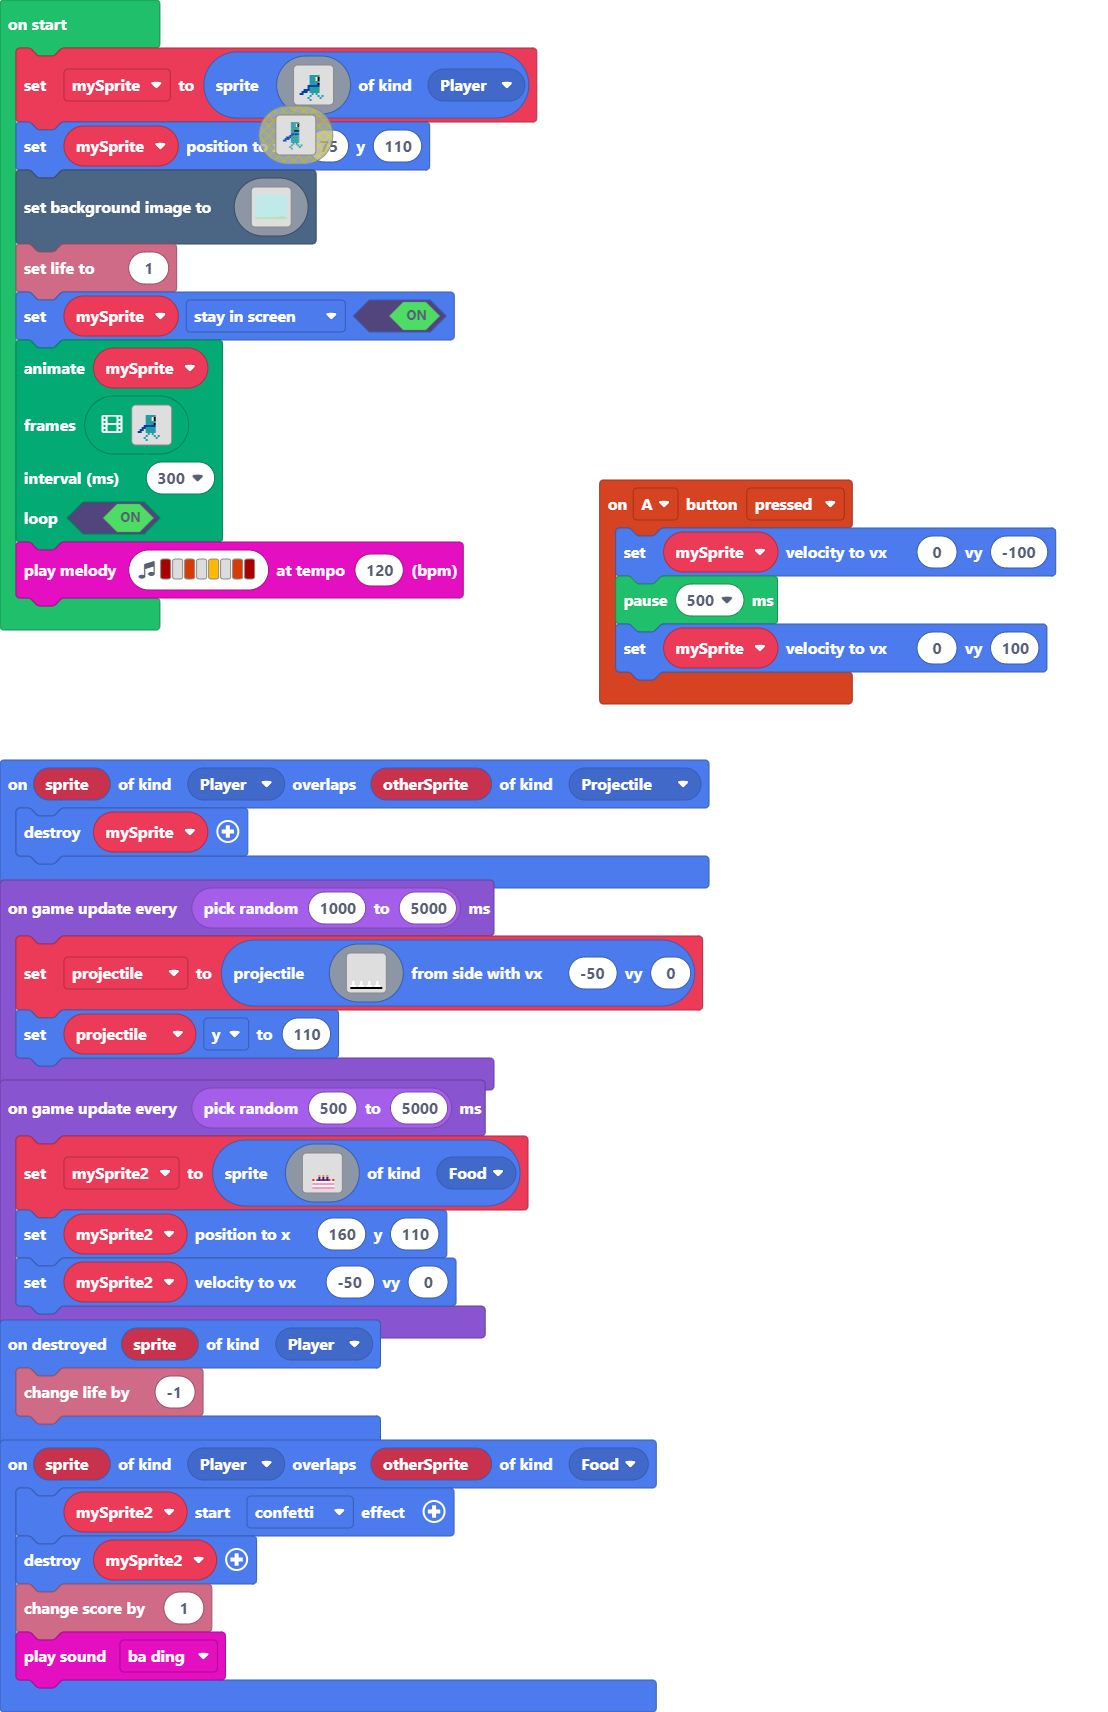 on start
set mySprite to sprite of kind Player
set mySprite position to 75 y 110
set background image to
set life to 1
set mySprite stay in screen ON
animate mySprite
frames
interval (ms) 300
loop ON
play melody at tempo 120 (bpm)
on A button pressed
set mySprite velocity to vx 0 vy -100
pause 500 ms
set mySprite velocity to vx 0 vy 100
on sprite of kind Player overlaps otherSprite of kind Projectile
destroy mySprite
on game update every pick random 1000 to 5000 ms
set projectile to projectile from side with vx -50 vy 0
set projectile y to 110
on game update every pick random 500 to 5000 ms
set mySprite2 to sprite of kind Food
set mySprite2 position to x 160 y 110
set mySprite2 velocity to vx -50 vy 0
on destroyed sprite of kind Player
change life by -1
on sprite of kind Player overlaps otherSprite of kind Food
mySprite2 start confetti effect
destroy mySprite2
change score by 1
play sound ba ding